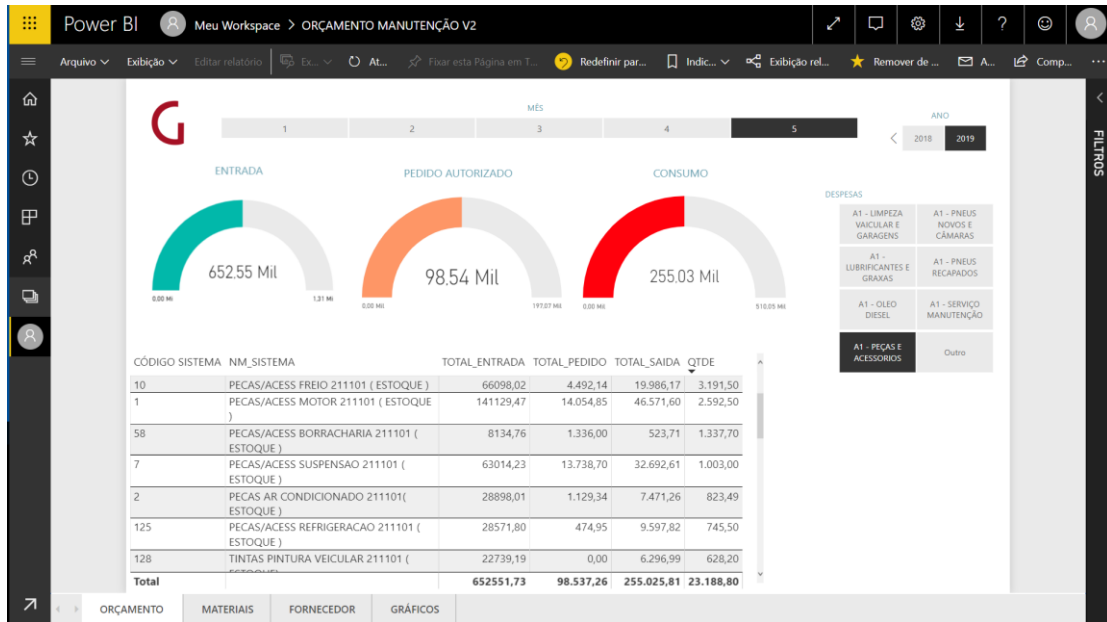 Power BI Meu Workspace > ORÇAMENTO MANUTENÇÃO V2 ?
Arquivo Exibição Editar relatório Ex... At... Fixar esta Página em T... Redefinir par... Indic... Exibição rel... Remover de ... A... Comp... ...
MÊS
1 2 3 4 5
ANO
2018 2019
FILTROS
G
ENTRADA
652,55 Mil
0,00 Mi 1,31 Mi
PEDIDO AUTORIZADO
98,54 Mil
0,00 Mil 197,07 Mil
CONSUMO
255,03 Mil
0,00 Mil 510,05 Mil
DESPESAS
A1 - LIMPEZA
VAICULAR E
GARAGENS
A1 - PNEUS
NOVOS E
CÂMARAS
A1 -
LUBRIFICANTES E
GRAXAS
A1 - PNEUS
RECAPADOS
A1 - OLEO
DIESEL
A1 - SERVIÇO
MANUTENÇÃO
A1 - PEÇAS E
ACESSORIOS
Outro
CÓDIGO SISTEMA NM_SISTEMA TOTAL_ENTRADA TOTAL_PEDIDO TOTAL_SAIDA QTDE
10 PECAS/ACESS FREIO 211101 ( ESTOQUE ) 66098,02 4.492,14 19.986,17 3.191,50
1 PECAS/ACESS MOTOR 211101 ( ESTOQUE 141129,47 14.054,85 46.571,60 2.592,50
)
58 PECAS/ACESS BORRACHARIA 211101 ( 8134,76 1.336,00 523,71 1.337,70
ESTOQUE )
7 PECAS/ACESS SUSPENSAO 211101 ( 63014,23 13.738,70 32.692,61 1.003,00
ESTOQUE )
2 PECAS AR CONDICIONADO 211101( 28898,01 1.129,34 7.471,26 823,49
ESTOQUE )
125 PECAS/ACESS REFRIGERACAO 211101 ( 28571,80 474,95 9.597,82 745,50
ESTOQUE )
128 TINTAS PINTURA VEICULAR 211101 ( 22739,19 0,00 6.296,99 628,20
Total 652551,73 98.537,26 255.025,81 23.188,80
ORÇAMENTO MATERIAIS FORNECEDOR GRÁFICOS